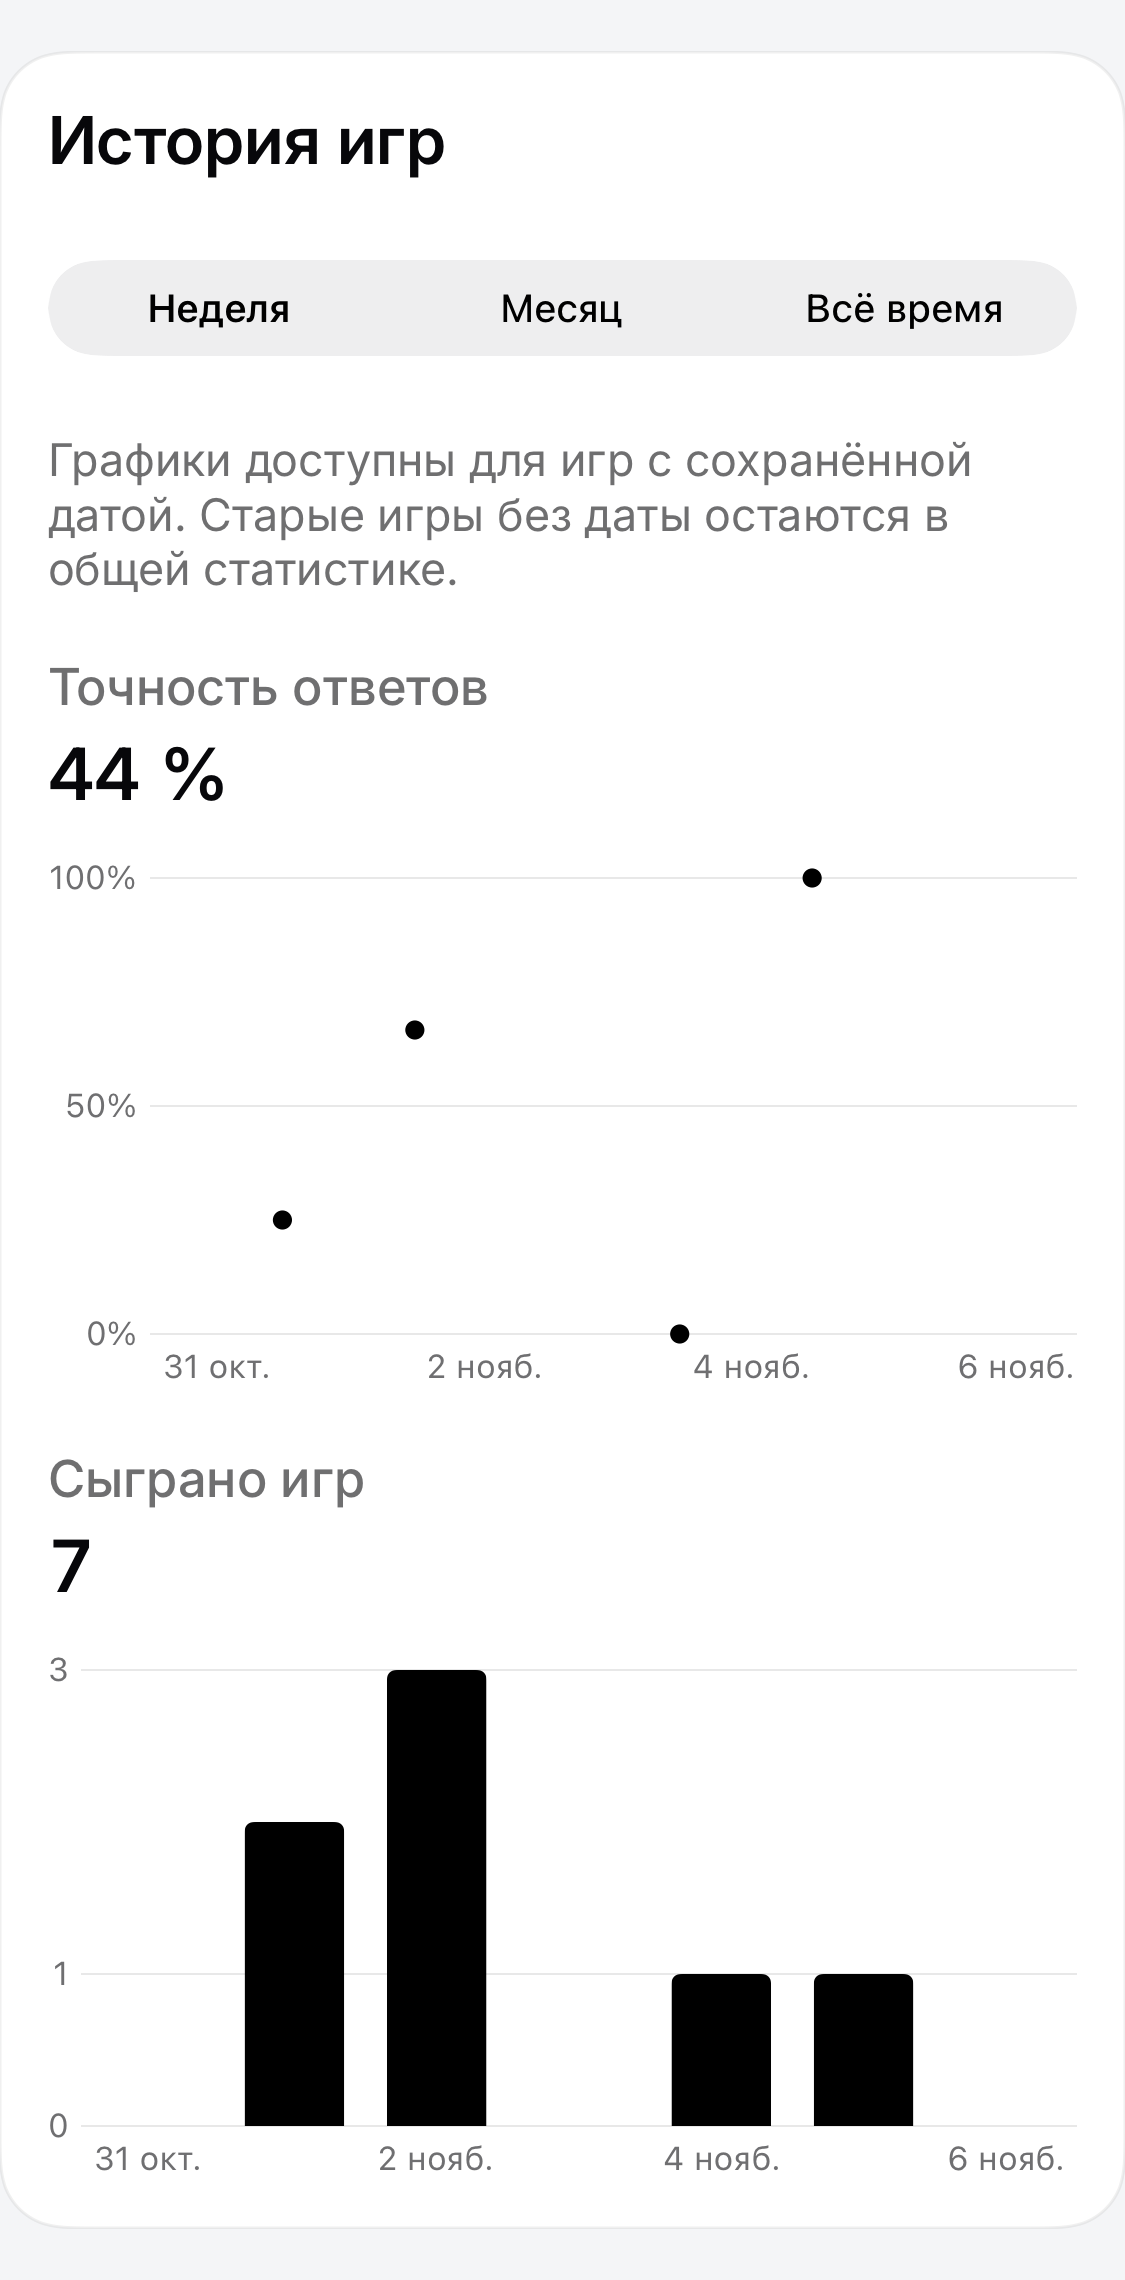 История игр
Неделя Месяц Всё время
Графики доступны для игр с сохранённой
датой. Старые игры без даты остаются в
общей статистике.
Точность ответов
44 %
100%
50%
0%
31 окт. 2 нояб. 4 нояб. 6 нояб.
Сыграно игр
7
3
1
0
31 окт. 2 нояб. 4 нояб. 6 нояб.